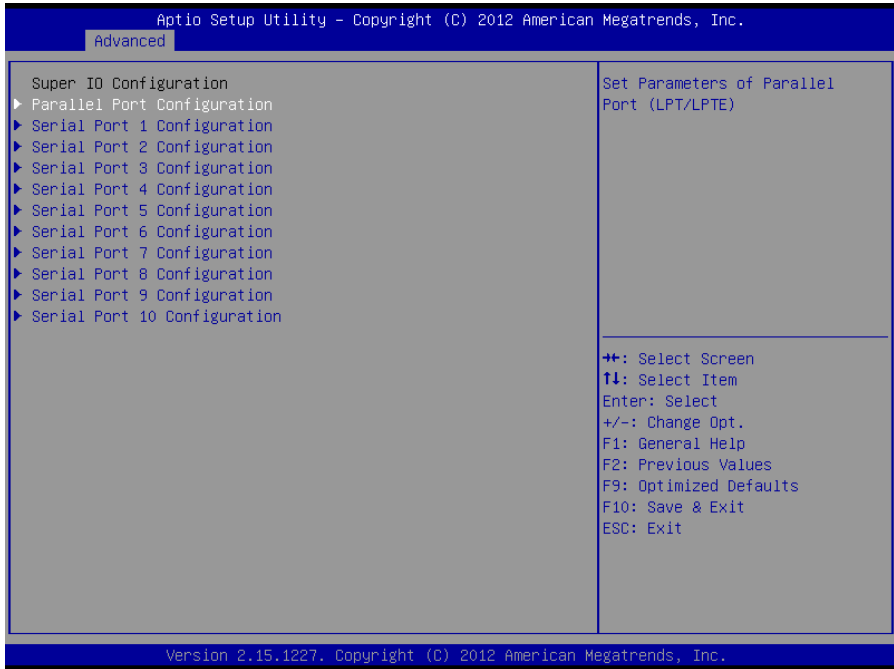 Aptio Setup Utility – Copyright (C) 2012 American Megatrends, Inc.
Advanced
Super IO Configuration
▶ Parallel Port Configuration
▶ Serial Port 1 Configuration
▶ Serial Port 2 Configuration
▶ Serial Port 3 Configuration
▶ Serial Port 4 Configuration
▶ Serial Port 5 Configuration
▶ Serial Port 6 Configuration
▶ Serial Port 7 Configuration
▶ Serial Port 8 Configuration
▶ Serial Port 9 Configuration
▶ Serial Port 10 Configuration
Set Parameters of Parallel
Port (LPT/LPTE)
→←: Select Screen
↑↓: Select Item
Enter: Select
+/-: Change Opt.
F1: General Help
F2: Previous Values
F9: Optimized Defaults
F10: Save & Exit
ESC: Exit
Version 2.15.1227. Copyright (C) 2012 American Megatrends, Inc.